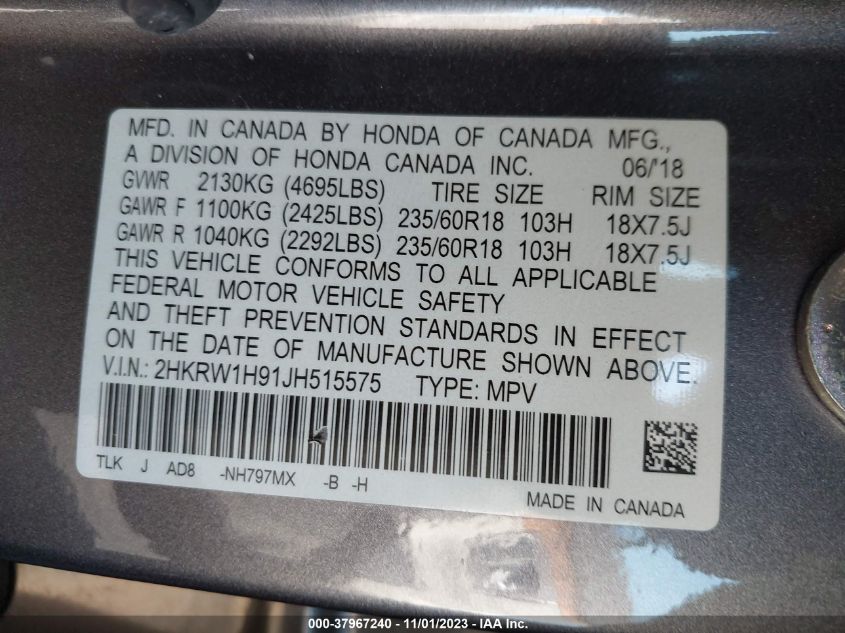 MFD. IN CANADA BY HONDA OF CANADA MFG.,
A DIVISION OF HONDA CANADA INC. 06/'18
GVWR 2130KG (4695LBS) TIRE SIZE RIM SIZE
GAWR F 1100KG (2425LBS) 235/60R18 103H 18X7.5J
GAWR R 1040KG (2292LBS) 235/60R18 103H 18X7.5J
THIS VEHICLE CONFORMS TO ALL APPLICABLE
FEDERAL MOTOR VEHICLE SAFETY
AND THEFT PREVENTION STANDARDS IN EFFECT
ON THE DATE OF MANUFACTURE SHOWN ABOVE.
V.I.N.: 2HKRW1H91JH515575 TYPE: MPV
TLK J AD8 -NH797MX -B -H
MADE IN CANADA
000-37967240 - 11/01/2023 - IAA Inc.